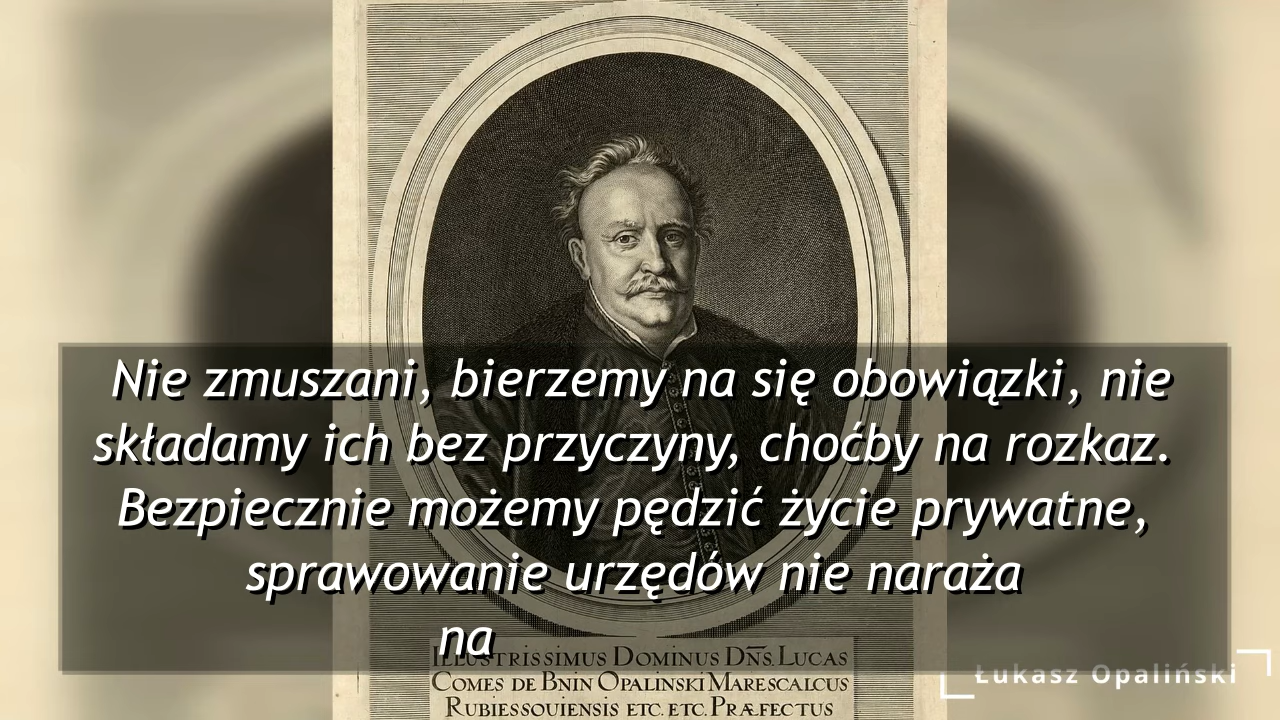 Nie zmuszani, bierzemy na się obowiązki, nie
składamy ich bez przyczyny, choćby na rozkaz.
Bezpiecznie możemy pędzić życie prywatne,
sprawowanie urzędów nie naraża
na
ILLUSTRISSIMUS DOMINUS DN̅S. LUCAS
COMES DE BNIN OPALINSKI MARESCALCUS
RUBIESSOUIENSIS ETC. ETC. PRÆFECTUS
Łukasz Opaliński